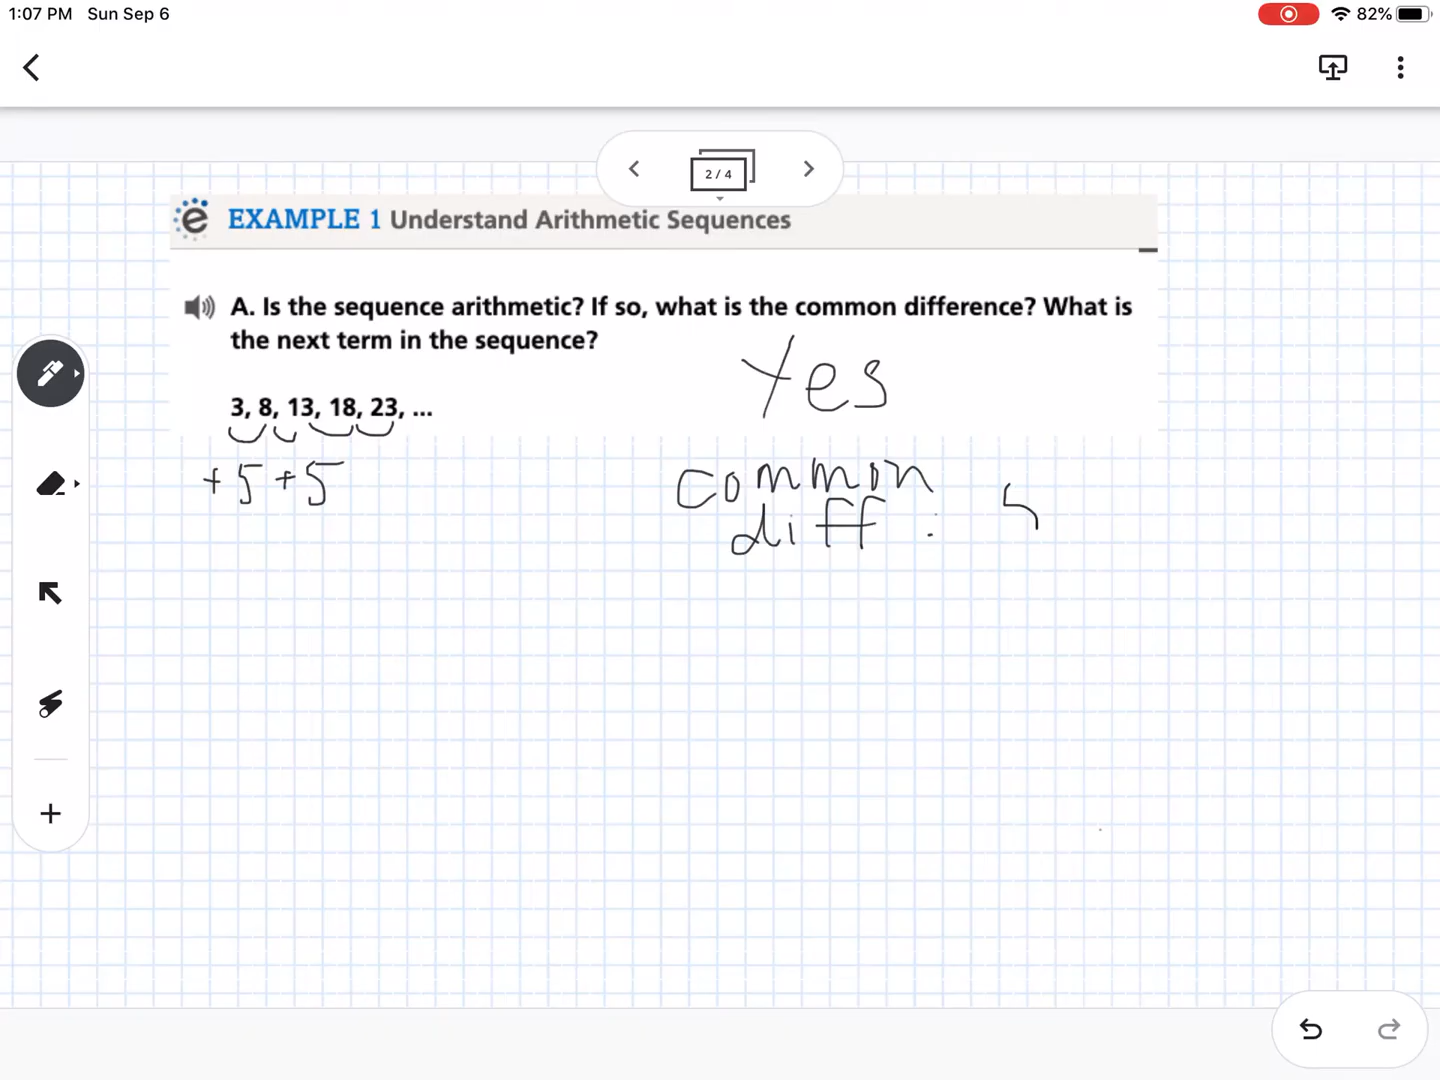 1:07 PM Sun Sep 6
82%
2 / 4
e EXAMPLE 1 Understand Arithmetic Sequences
A. Is the sequence arithmetic? If so, what is the common difference? What is
the next term in the sequence?
Yes
3, 8, 13, 18, 23, ...
+5 +5
common
diff : 5